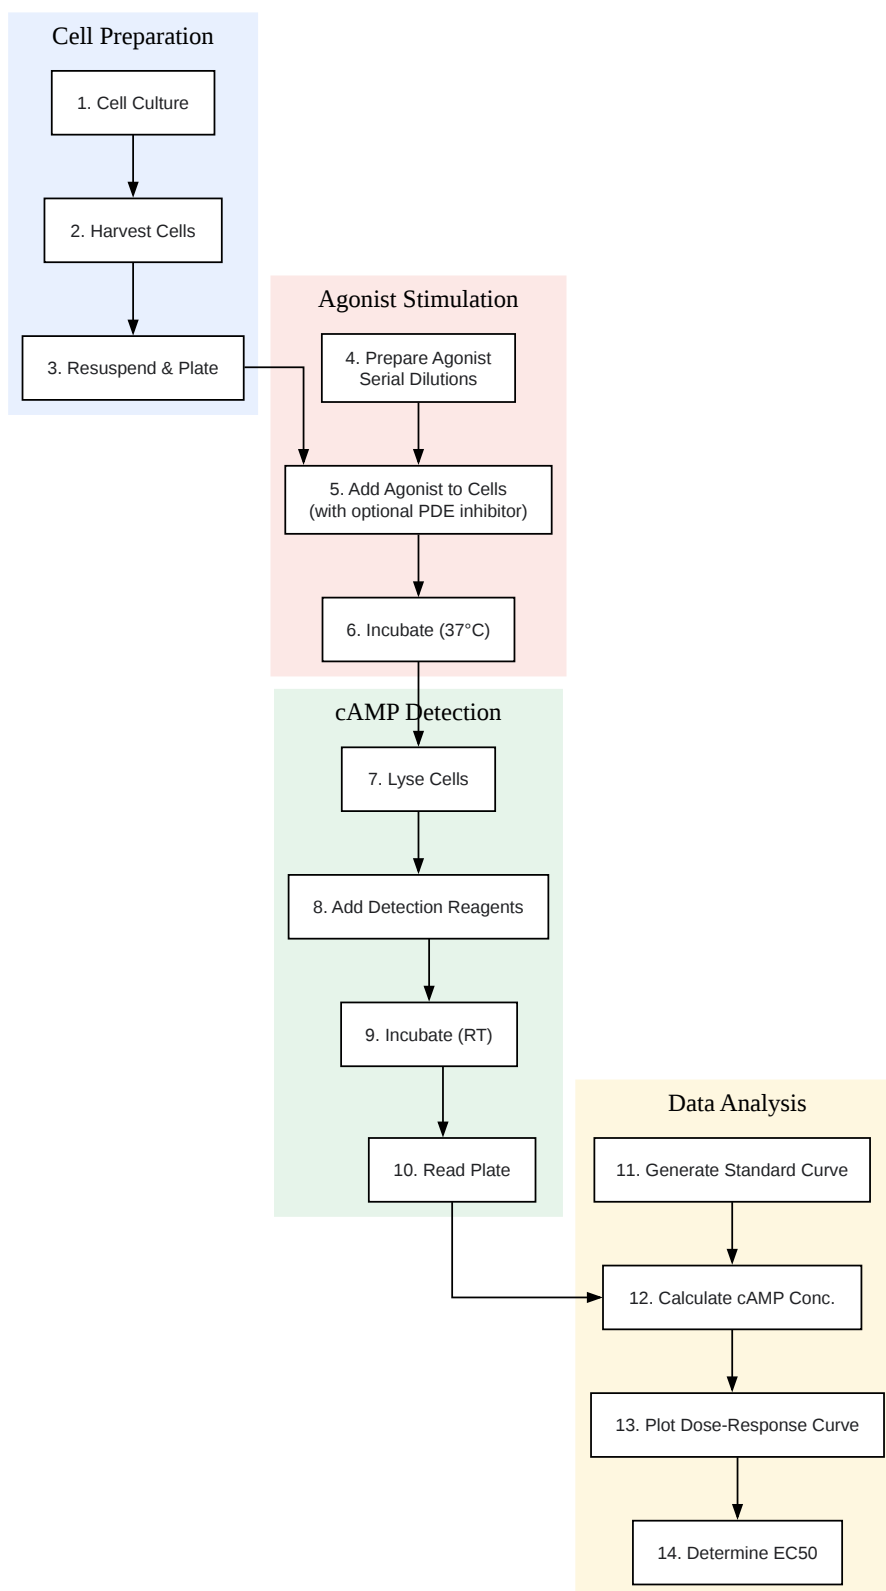 Cell Preparation
1. Cell Culture
2. Harvest Cells
3. Resuspend & Plate
Agonist Stimulation
4. Prepare Agonist
Serial Dilutions
5. Add Agonist to Cells
(with optional PDE inhibitor)
6. Incubate (37°C)
cAMP Detection
7. Lyse Cells
8. Add Detection Reagents
9. Incubate (RT)
10. Read Plate
Data Analysis
11. Generate Standard Curve
12. Calculate cAMP Conc.
13. Plot Dose-Response Curve
14. Determine EC50